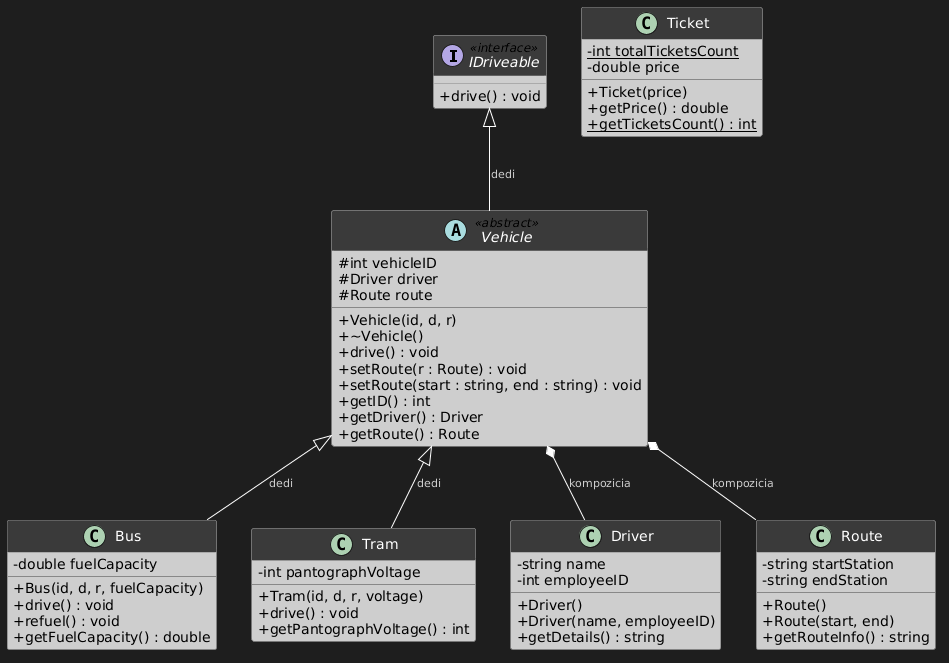 I «interface»
IDriveable
+drive() : void
C Ticket
-int totalTicketsCount
-double price
+Ticket(price)
+getPrice() : double
+getTicketsCount() : int
dedi
A «abstract»
Vehicle
#int vehicleID
#Driver driver
#Route route
+Vehicle(id, d, r)
+~Vehicle()
+drive() : void
+setRoute(r : Route) : void
+setRoute(start : string, end : string) : void
+getID() : int
+getDriver() : Driver
+getRoute() : Route
dedi
dedi
kompozicia
kompozicia
C Bus
-double fuelCapacity
+Bus(id, d, r, fuelCapacity)
+drive() : void
+refuel() : void
+getFuelCapacity() : double
C Tram
-int pantographVoltage
+Tram(id, d, r, voltage)
+drive() : void
+getPantographVoltage() : int
C Driver
-string name
-int employeeID
+Driver()
+Driver(name, employeeID)
+getDetails() : string
C Route
-string startStation
-string endStation
+Route()
+Route(start, end)
+getRouteInfo() : string